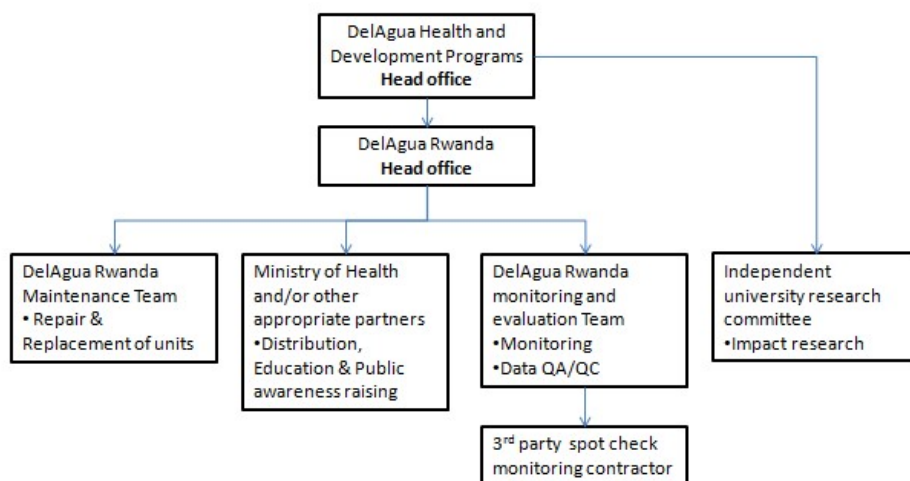 DelAgua Health and
Development Programs
Head office
DelAgua Rwanda
Head office
DelAgua Rwanda
Maintenance Team
• Repair &
Replacement of units
Ministry of Health
and/or other
appropriate partners
•Distribution,
Education & Public
awareness raising
DelAgua Rwanda
monitoring and
evaluation Team
•Monitoring
•Data QA/QC
Independent
university research
committee
•Impact research
3rd party spot check
monitoring contractor